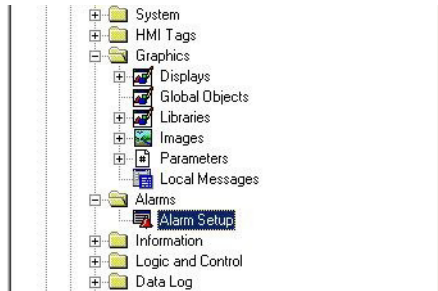 System
HMI Tags
Graphics
Displays
Global Objects
Libraries
Images
Parameters
Local Messages
Alarms
Alarm Setup
Information
Logic and Control
Data Log